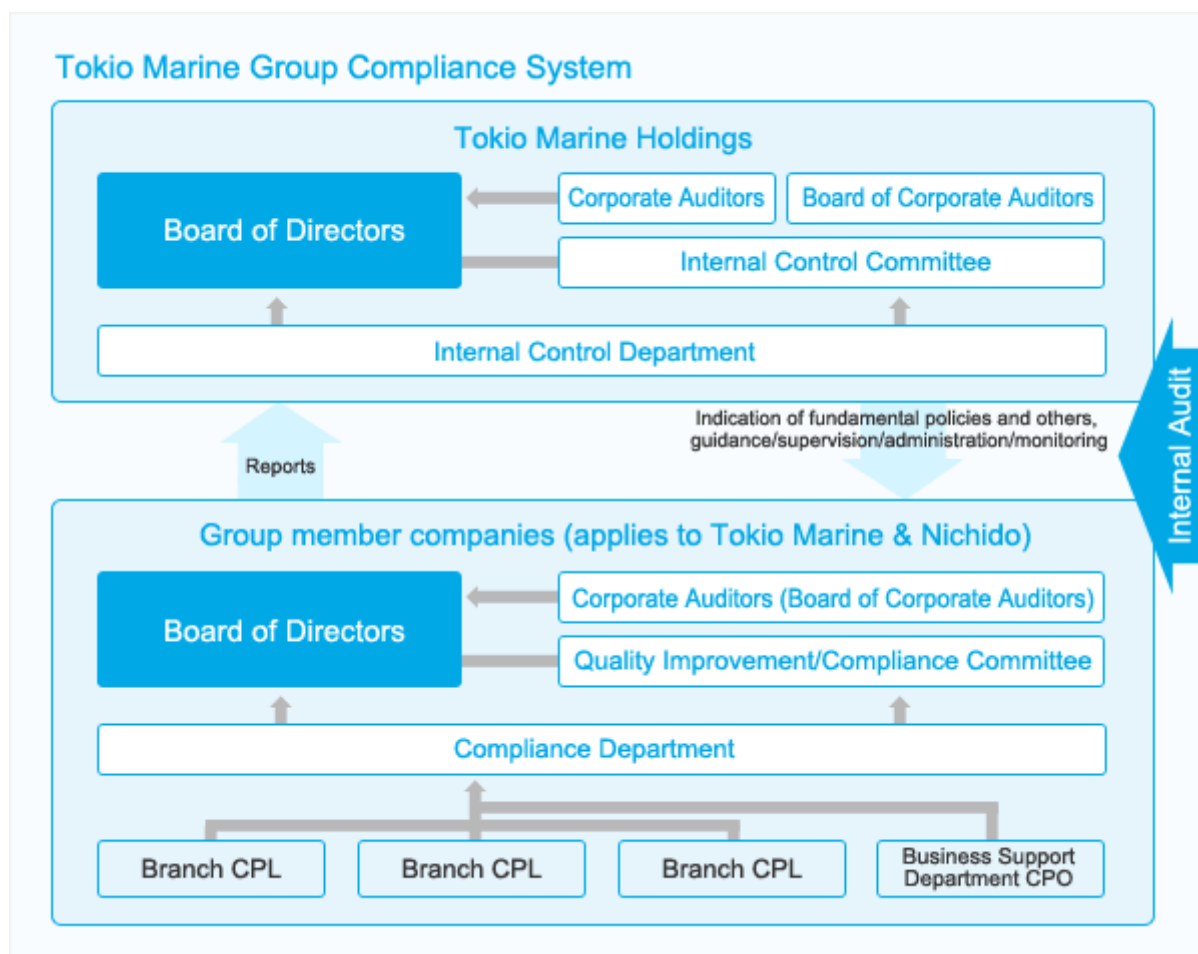 Tokio Marine Group Compliance System
Tokio Marine Holdings
Board of Directors
Corporate Auditors
Board of Corporate Auditors
Internal Control Committee
Internal Control Department
Reports
Indication of fundamental policies and others,
guidance/supervision/administration/monitoring
Internal Audit
Group member companies (applies to Tokio Marine & Nichido)
Board of Directors
Corporate Auditors (Board of Corporate Auditors)
Quality Improvement/Compliance Committee
Compliance Department
Branch CPL
Branch CPL
Branch CPL
Business Support
Department CPO